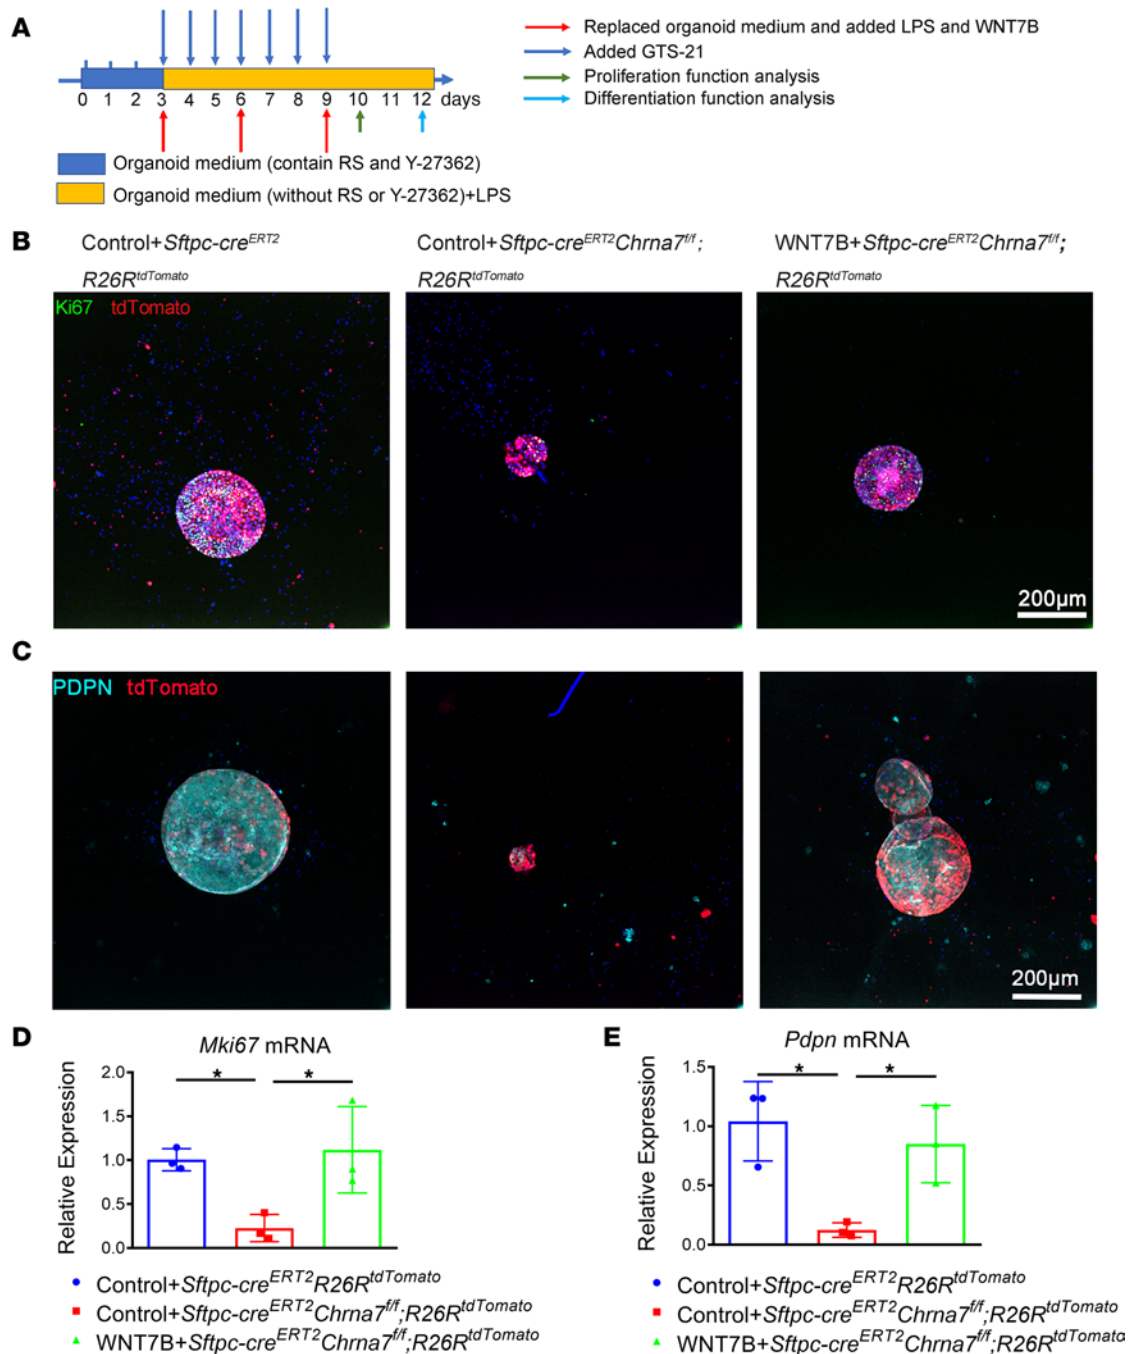 A
Replaced organoid medium and added LPS and WNT7B
Added GTS-21
Proliferation function analysis
Differentiation function analysis
0 1 2 3 4 5 6 7 8 9 10 11 12 days
Organoid medium (contain RS and Y-27362)
Organoid medium (without RS or Y-27362)+LPS
B
Control+Sftpc-creERT2
R26RtdTomato
Control+Sftpc-creERT2Chrna7f/f;
R26RtdTomato
WNT7B+Sftpc-creERT2Chrna7f/f;
R26RtdTomato
Ki67 tdTomato
200µm
C
PDPN tdTomato
200µm
D
Mki67 mRNA
Relative Expression
2.0
1.5
1.0
0.5
0.0
*
*
Control+Sftpc-creERT2R26RtdTomato
Control+Sftpc-creERT2Chrna7f/f;R26RtdTomato
WNT7B+Sftpc-creERT2Chrna7f/f;R26RtdTomato
E
Pdpn mRNA
Relative Expression
1.5
1.0
0.5
0.0
*
*
Control+Sftpc-creERT2R26RtdTomato
Control+Sftpc-creERT2Chrna7f/f;R26RtdTomato
WNT7B+Sftpc-creERT2Chrna7f/f;R26RtdTomato